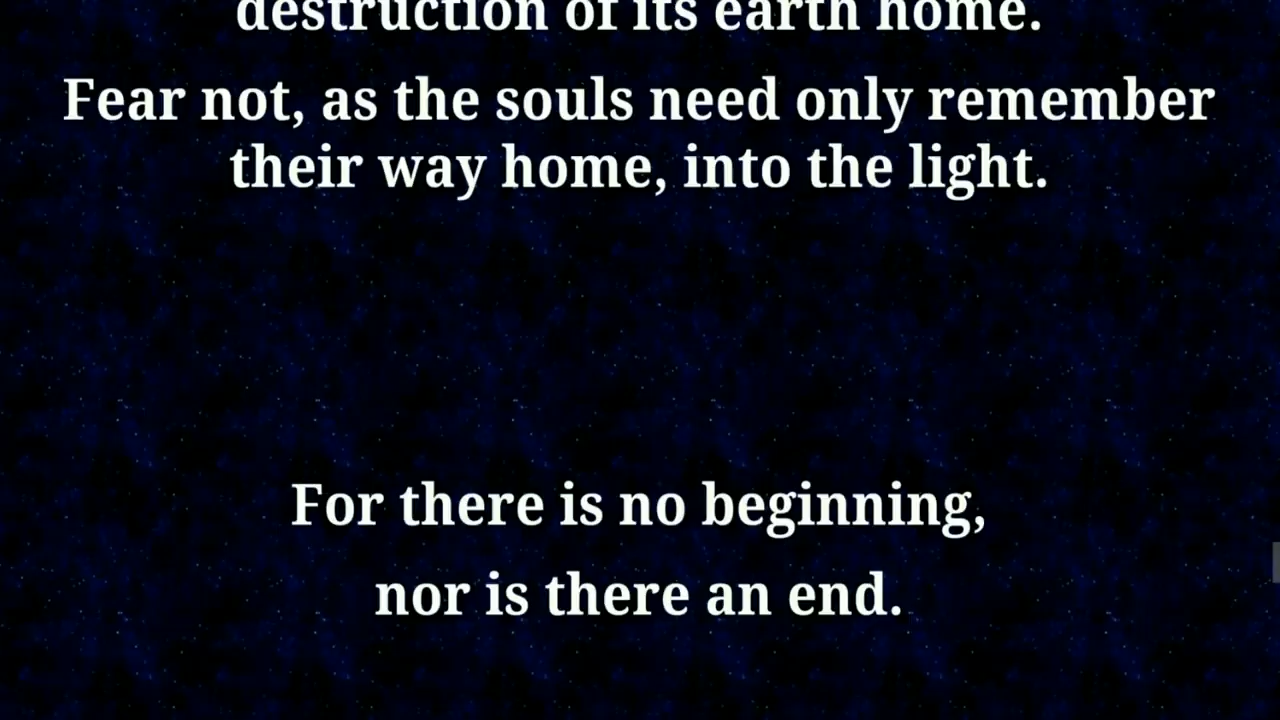 destruction of its earth home.
Fear not, as the souls need only remember
their way home, into the light.
For there is no beginning,
nor is there an end.